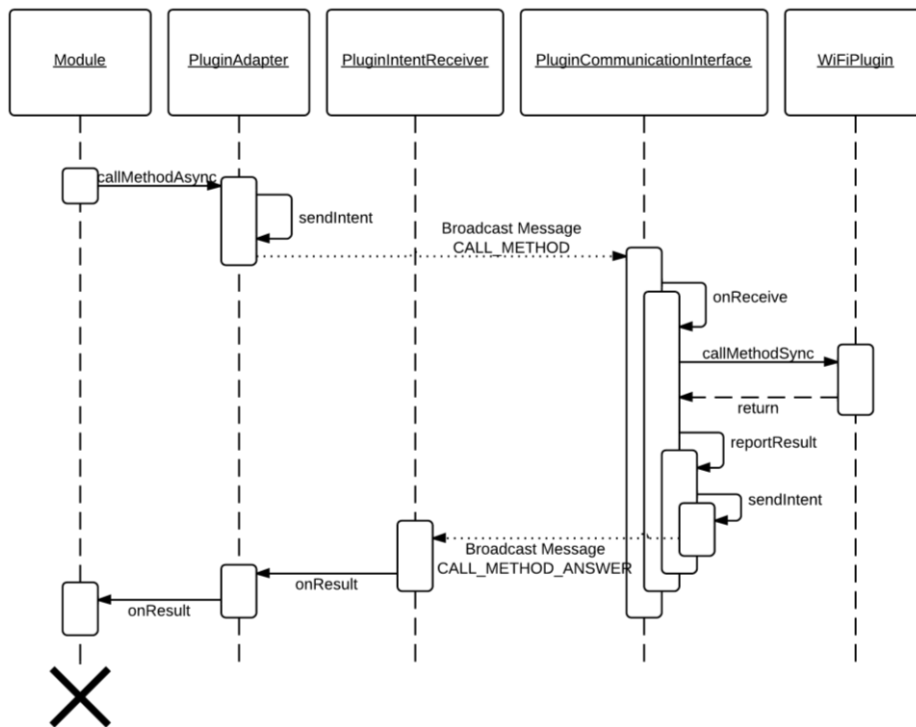 Module
PluginAdapter
PluginIntentReceiver
PluginCommunicationInterface
WiFiPlugin
callMethodAsync
sendIntent
Broadcast Message
CALL_METHOD
onReceive
callMethodSync
return
reportResult
sendIntent
Broadcast Message
CALL_METHOD_ANSWER
onResult
onResult